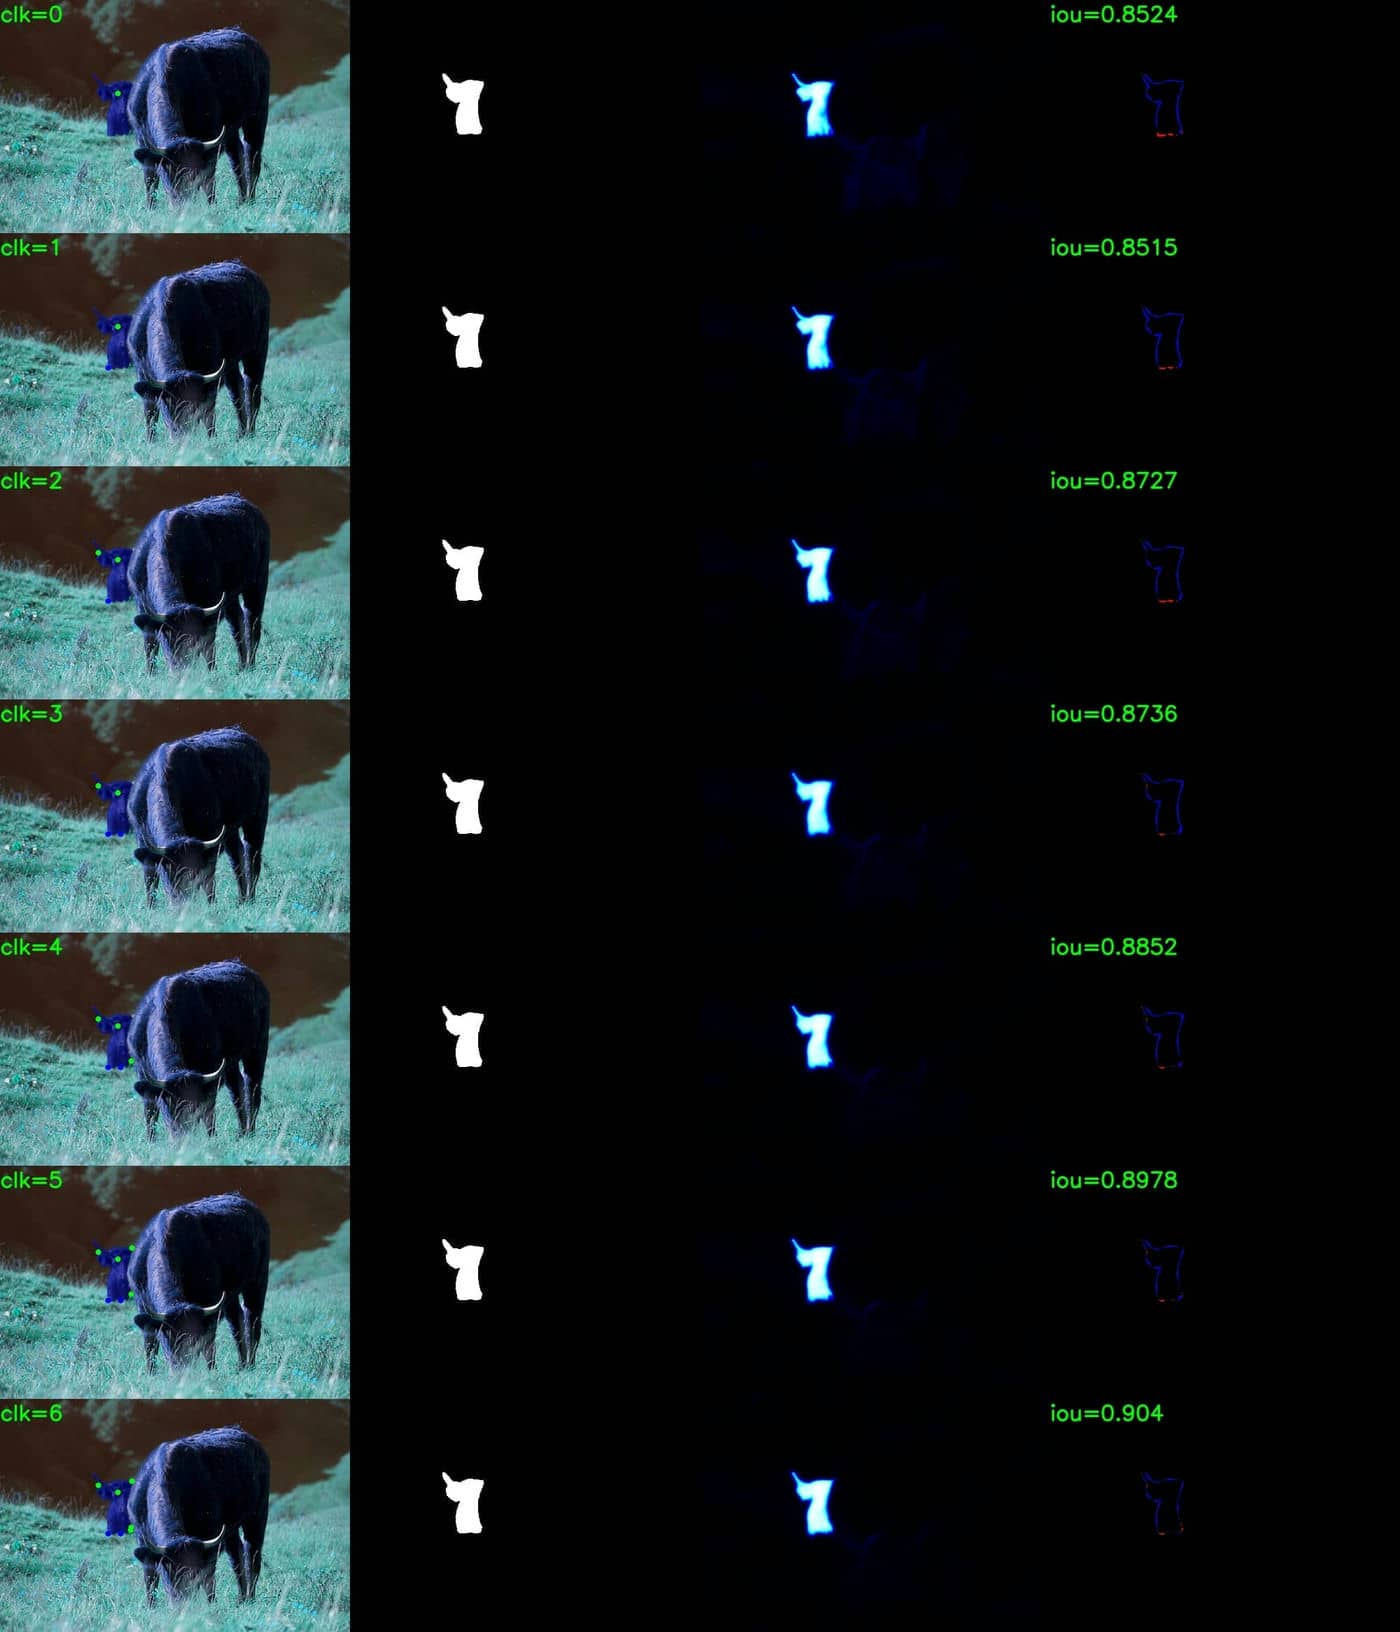 clk=0 iou=0.8524
clk=1 iou=0.8515
clk=2 iou=0.8727
clk=3 iou=0.8736
clk=4 iou=0.8852
clk=5 iou=0.8978
clk=6 iou=0.904